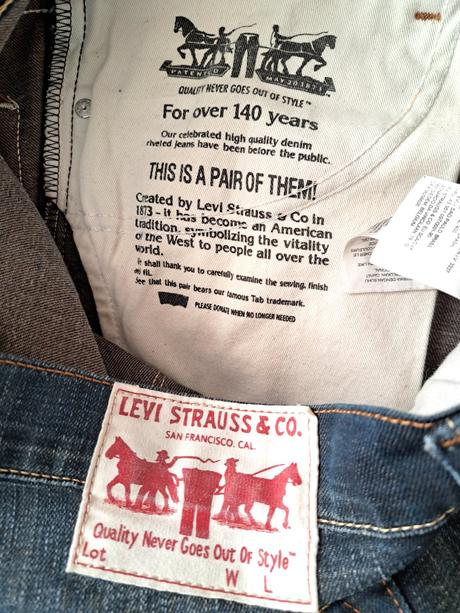 PATENTED
MAY 20.1873
QUALITY NEVER GOES OUT OF STYLE™
For over 140 years
Our celebrated high quality denim
riveted jeans have been before the public.
THIS IS A PAIR OF THEM!
Created by Levi Strauss & Co in
1873 - it has become an American
tradition, symbolizing the vitality
of the West to people all over the
world.
It shall thank you to carefully examine the sewing, finish
and fit.
See that this pair bears our famous Tab trademark.
PLEASE DONATE WHEN NO LONGER NEEDED
LEVI STRAUSS & CO.
SAN FRANCISCO. CAL.
Quality Never Goes Out Of Style™
Lot
W L